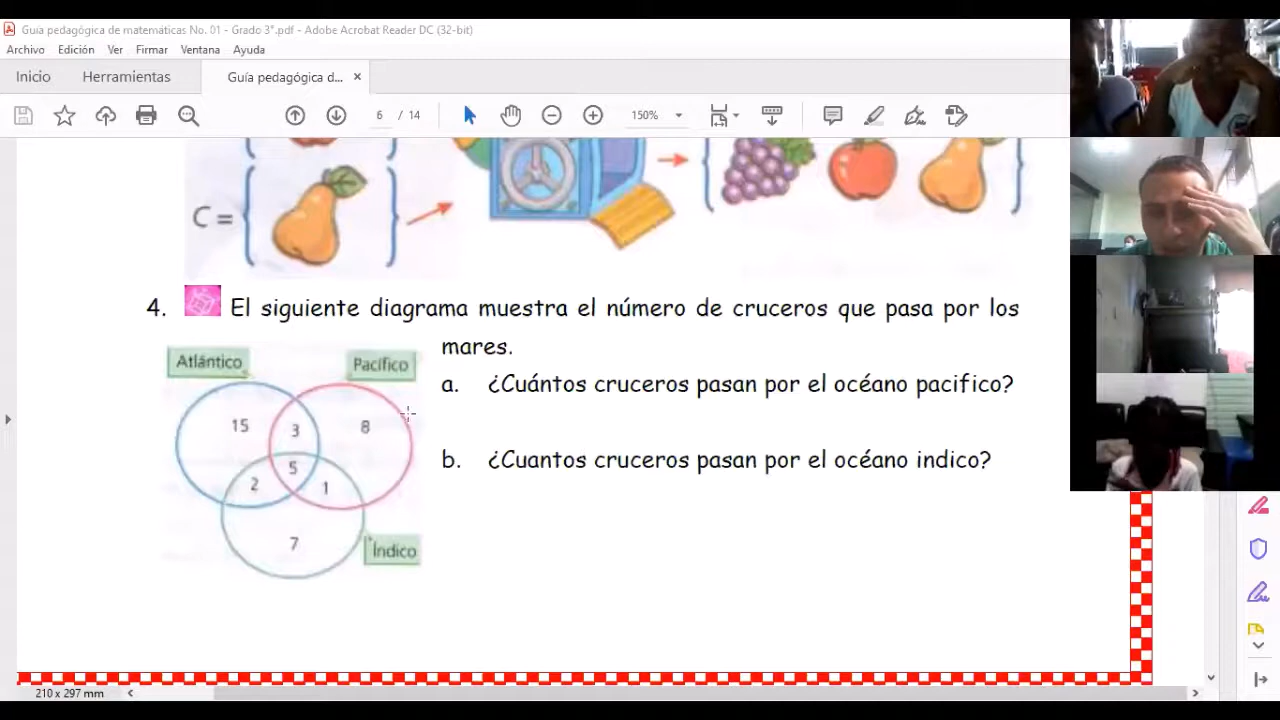 Guía pedagógica de matemáticas No. 01 - Grado 3°.pdf - Adobe Acrobat Reader DC (32-bit)
Archivo Edición Ver Firmar Ventana Ayuda
Inicio Herramientas Guía pedagógica d... ×
6 / 14 150%
C =
4. El siguiente diagrama muestra el número de cruceros que pasa por los
mares.
Atlántico Pacífico
a. ¿Cuántos cruceros pasan por el océano pacifico?
15 3 8
b. ¿Cuantos cruceros pasan por el océano indico?
5
2 1
7 Índico
210 x 297 mm